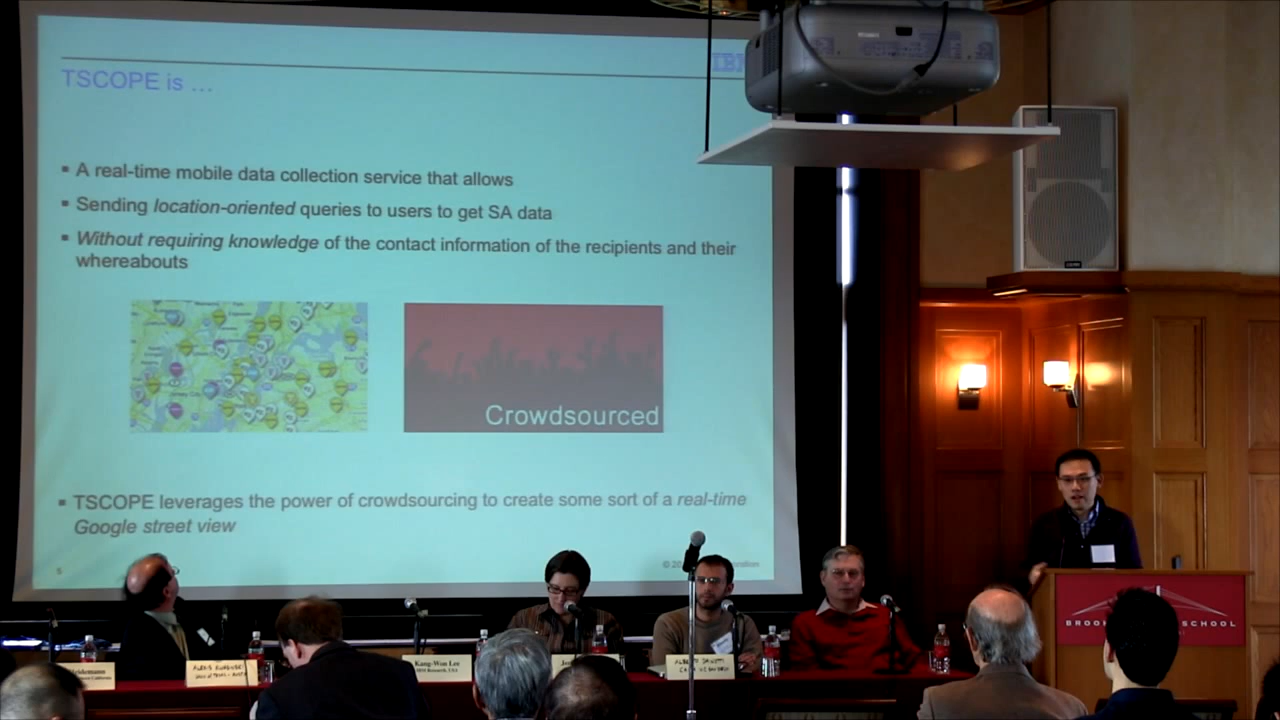 IBM
TSCOPE is ...
▪ A real-time mobile data collection service that allows
▪ Sending location-oriented queries to users to get SA data
▪ Without requiring knowledge of the contact information of the recipients and their
whereabouts
Crowdsourced
▪ TSCOPE leverages the power of crowdsourcing to create some sort of a real-time
Google street view
5
Kang-Won Lee
SCHOOL